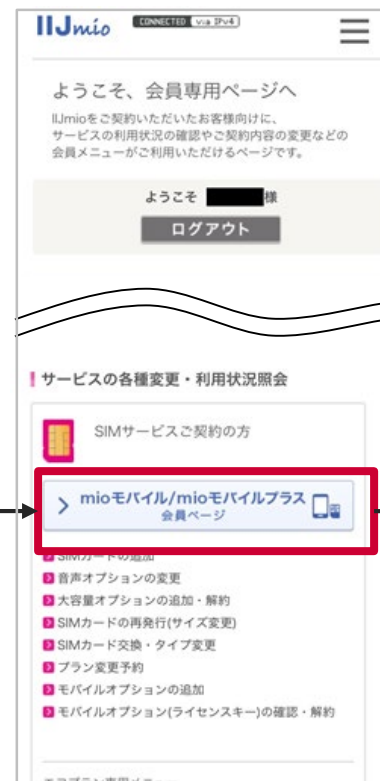 IIJmio CONNECTED via IPv4
ようこそ、会員専用ページへ
IIJmioをご契約いただいたお客様向けに、
サービスの利用状況の確認やご契約内容の変更などの
会員メニューがご利用いただけるページです。
ようこそ 様
ログアウト
サービスの各種変更・利用状況照会
SIMサービスご契約の方
mioモバイル/mioモバイルプラス
会員ページ
SIMカードの追加
音声オプションの変更
大容量オプションの追加・解約
SIMカードの再発行(サイズ変更)
SIMカード交換・タイプ変更
プラン変更予約
モバイルオプションの追加
モバイルオプション(ライセンスキー)の確認・解約